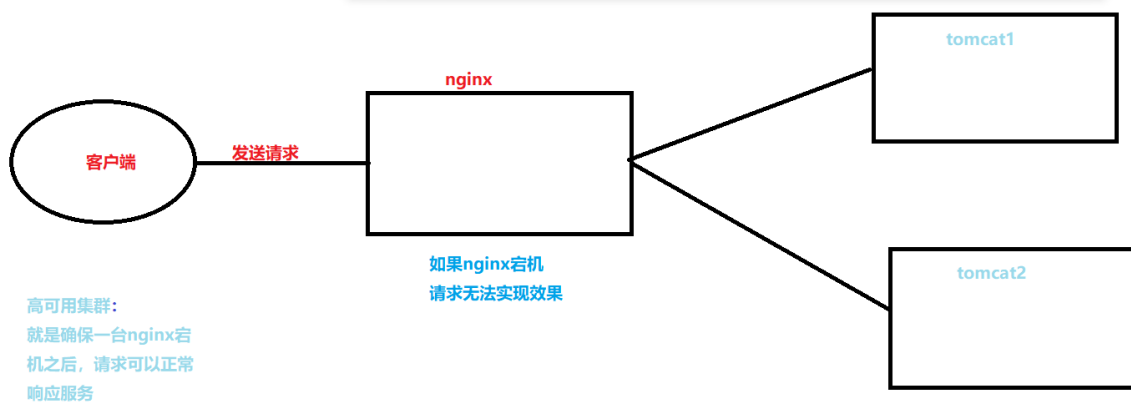 tomcat1
nginx
客户端
发送请求
如果nginx宕机
请求无法实现效果
tomcat2
高可用集群：
就是确保一台nginx宕
机之后，请求可以正常
响应服务